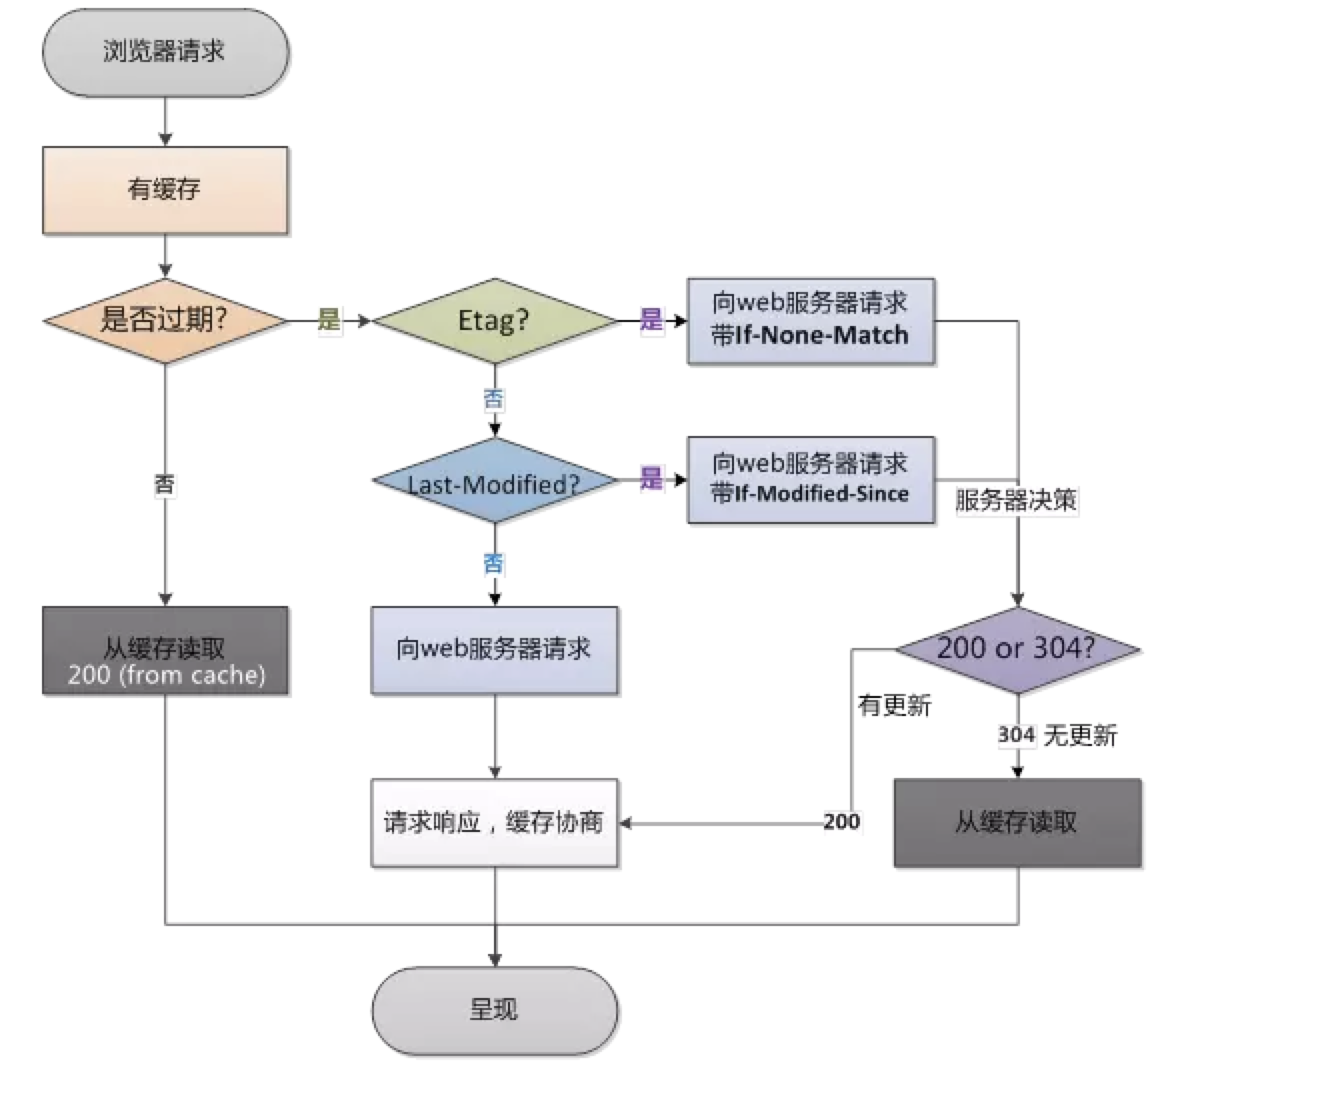 浏览器请求
有缓存
是否过期?
是
Etag?
是
向web服务器请求
带If-None-Match
否
Last-Modified?
是
向web服务器请求
带If-Modified-Since
服务器决策
否
否
从缓存读取
200 (from cache)
向web服务器请求
200 or 304?
有更新
304 无更新
请求响应，缓存协商
200
从缓存读取
呈现